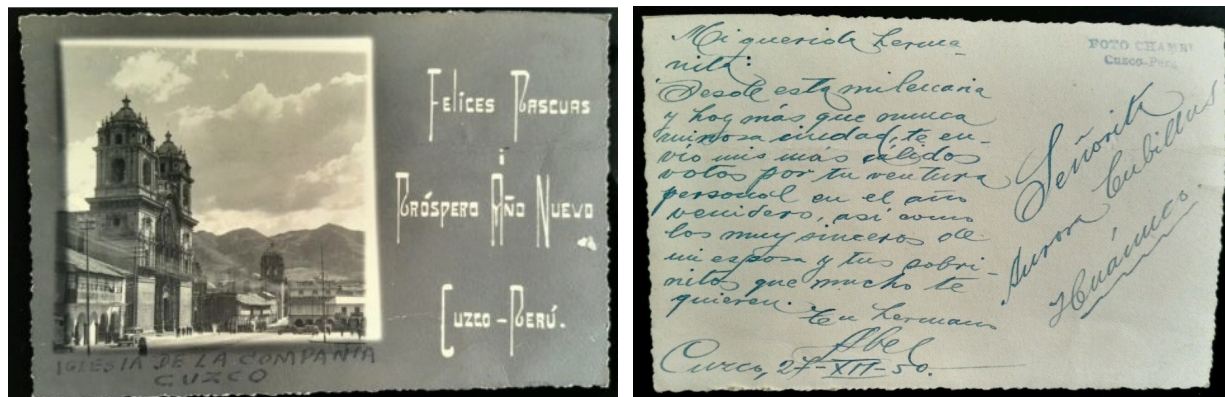 Felices Pascuas
i
Próspero Año Nuevo
Cuzco-Perú.
IGLESIA DE LA COMPAÑIA
CUZCO
Mi querida herma
nita:
Desde esta milenaria
y hoy más que nunca
ruinosa ciudad, te en-
vío mis más cálidos
votos por tu ventura
personal en el año
venidero, así como
los muy sinceros de
mi esposa y tus sobri-
nitos que mucho te
quieren.
Tu hermano
Abel
Cuzco, 27-XII-50.
FOTO CHAMBI
Cuzco-Perú
Señorita
Aurora Cubillas
Huánuco